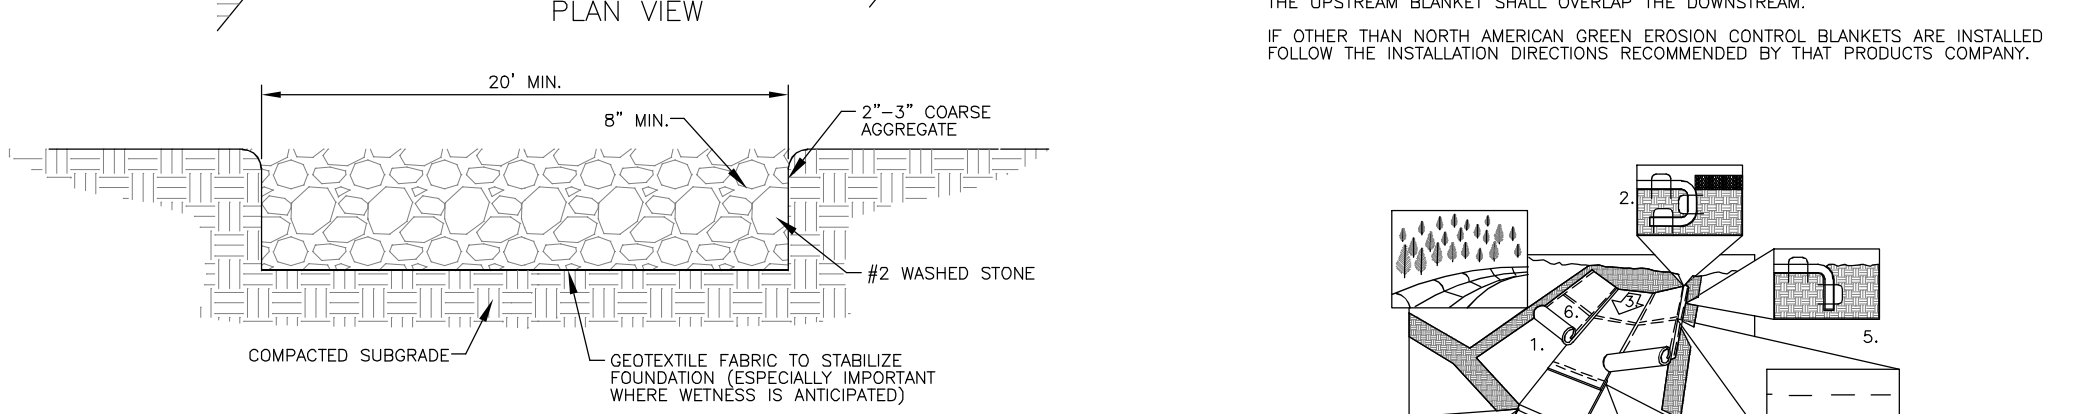 PLAN VIEW
20' MIN.
8" MIN.
2"-3" COARSE
AGGREGATE
#2 WASHED STONE
COMPACTED SUBGRADE
GEOTEXTILE FABRIC TO STABILIZE
FOUNDATION (ESPECIALLY IMPORTANT
WHERE WETNESS IS ANTICIPATED)
THE UPSTREAM BLANKET SHALL OVERLAP THE DOWNSTREAM.
IF OTHER THAN NORTH AMERICAN GREEN EROSION CONTROL BLANKETS ARE INSTALLED
FOLLOW THE INSTALLATION DIRECTIONS RECOMMENDED BY THAT PRODUCTS COMPANY.
2.
3.
6.
1.
5.